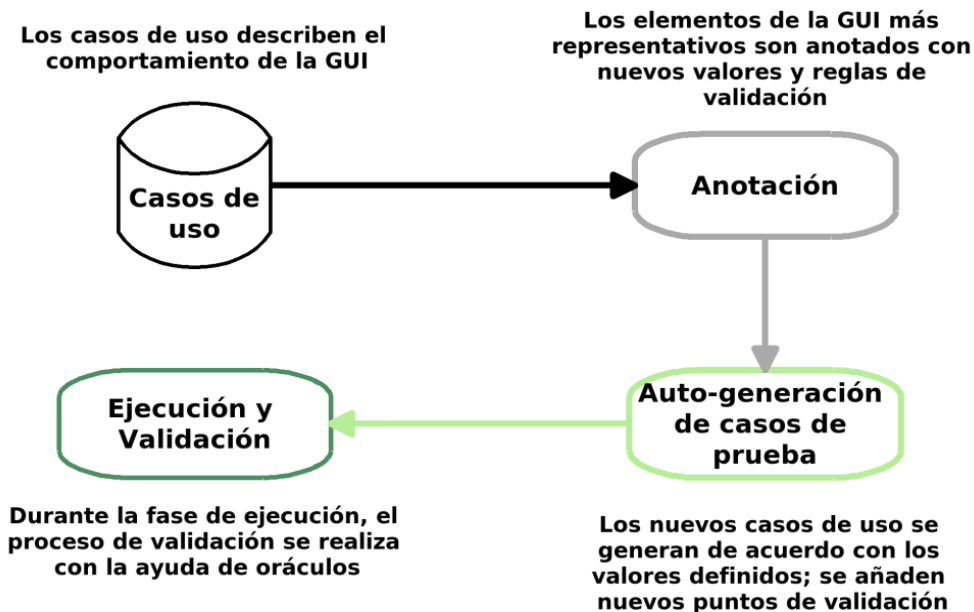 Los casos de uso describen el
comportamiento de la GUI
Los elementos de la GUI más
representativos son anotados con
nuevos valores y reglas de
validación
Casos de
uso
Anotación
Auto-generación
de casos de
prueba
Ejecución y
Validación
Durante la fase de ejecución, el
proceso de validación se realiza
con la ayuda de oráculos
Los nuevos casos de uso se
generan de acuerdo con los
valores definidos; se añaden
nuevos puntos de validación